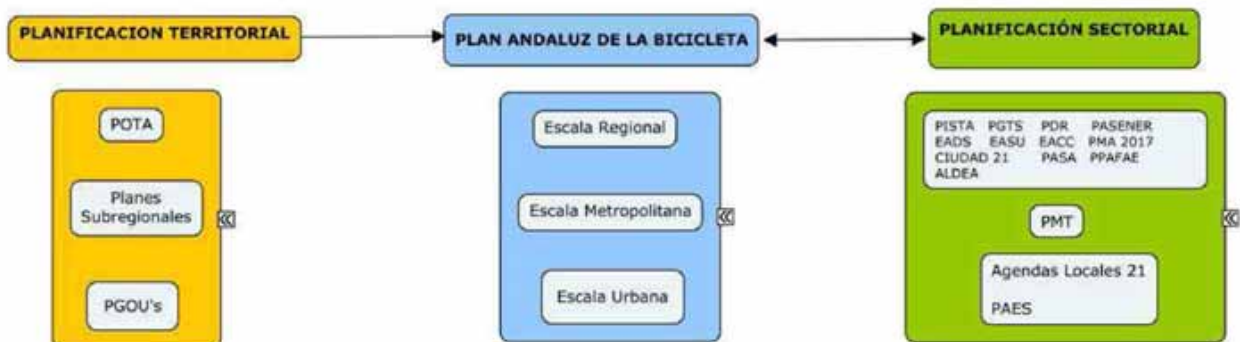 PLANIFICACION TERRITORIAL
PLAN ANDALUZ DE LA BICICLETA
PLANIFICACIÓN SECTORIAL
POTA
Planes
Subregionales
PGOU's
Escala Regional
Escala Metropolitana
Escala Urbana
PISTA PGTS PDR PASENER
EADS EASU EACC PMA 2017
CIUDAD 21 PASA PPAFAE
ALDEA
PMT
Agendas Locales 21
PAES